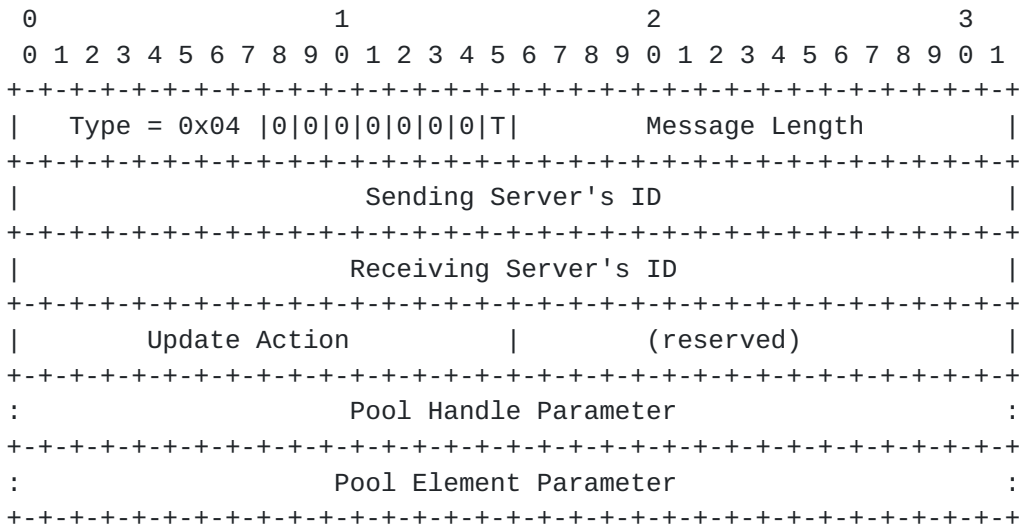 0                   1                   2                   3
 0 1 2 3 4 5 6 7 8 9 0 1 2 3 4 5 6 7 8 9 0 1 2 3 4 5 6 7 8 9 0 1
+-+-+-+-+-+-+-+-+-+-+-+-+-+-+-+-+-+-+-+-+-+-+-+-+-+-+-+-+-+-+-+-+
|   Type = 0x04 |0|0|0|0|0|0|0|T|        Message Length         |
+-+-+-+-+-+-+-+-+-+-+-+-+-+-+-+-+-+-+-+-+-+-+-+-+-+-+-+-+-+-+-+-+
|                      Sending Server's ID                      |
+-+-+-+-+-+-+-+-+-+-+-+-+-+-+-+-+-+-+-+-+-+-+-+-+-+-+-+-+-+-+-+-+
|                     Receiving Server's ID                     |
+-+-+-+-+-+-+-+-+-+-+-+-+-+-+-+-+-+-+-+-+-+-+-+-+-+-+-+-+-+-+-+-+
|        Update Action          |        (reserved)             |
+-+-+-+-+-+-+-+-+-+-+-+-+-+-+-+-+-+-+-+-+-+-+-+-+-+-+-+-+-+-+-+-+
:                     Pool Handle Parameter                     :
+-+-+-+-+-+-+-+-+-+-+-+-+-+-+-+-+-+-+-+-+-+-+-+-+-+-+-+-+-+-+-+-+
:                    Pool Element Parameter                     :
+-+-+-+-+-+-+-+-+-+-+-+-+-+-+-+-+-+-+-+-+-+-+-+-+-+-+-+-+-+-+-+-+